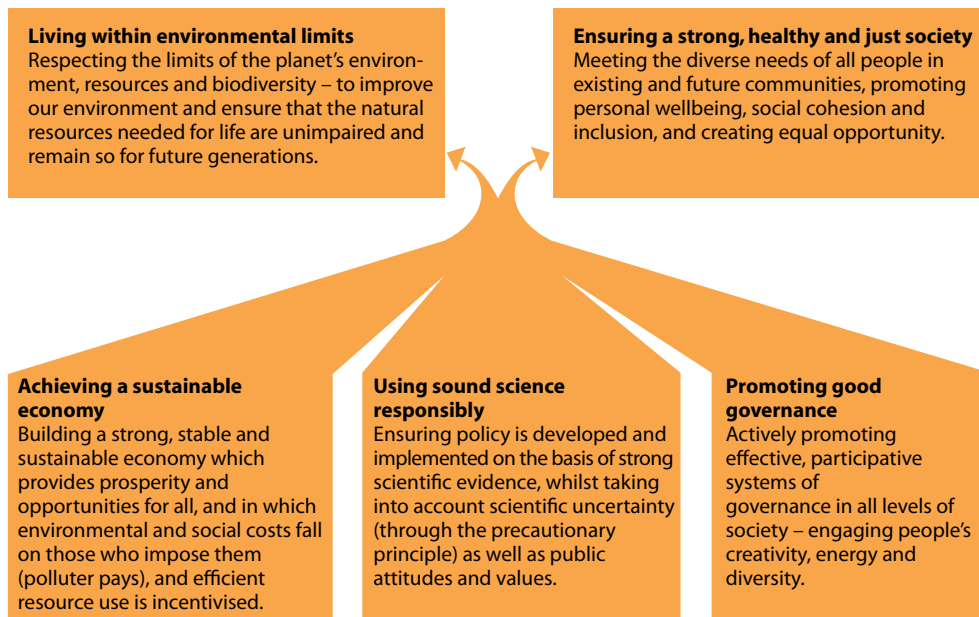 Living within environmental limits
Respecting the limits of the planet’s environ-
ment, resources and biodiversity – to improve
our environment and ensure that the natural
resources needed for life are unimpaired and
remain so for future generations.
Ensuring a strong, healthy and just society
Meeting the diverse needs of all people in
existing and future communities, promoting
personal wellbeing, social cohesion and
inclusion, and creating equal opportunity.
Achieving a sustainable
economy
Building a strong, stable and
sustainable economy which
provides prosperity and
opportunities for all, and in which
environmental and social costs fall
on those who impose them
(polluter pays), and efficient
resource use is incentivised.
Using sound science
responsibly
Ensuring policy is developed and
implemented on the basis of strong
scientific evidence, whilst taking
into account scientific uncertainty
(through the precautionary
principle) as well as public
attitudes and values.
Promoting good
governance
Actively promoting
effective, participative
systems of
governance in all levels of
society – engaging people’s
creativity, energy and
diversity.